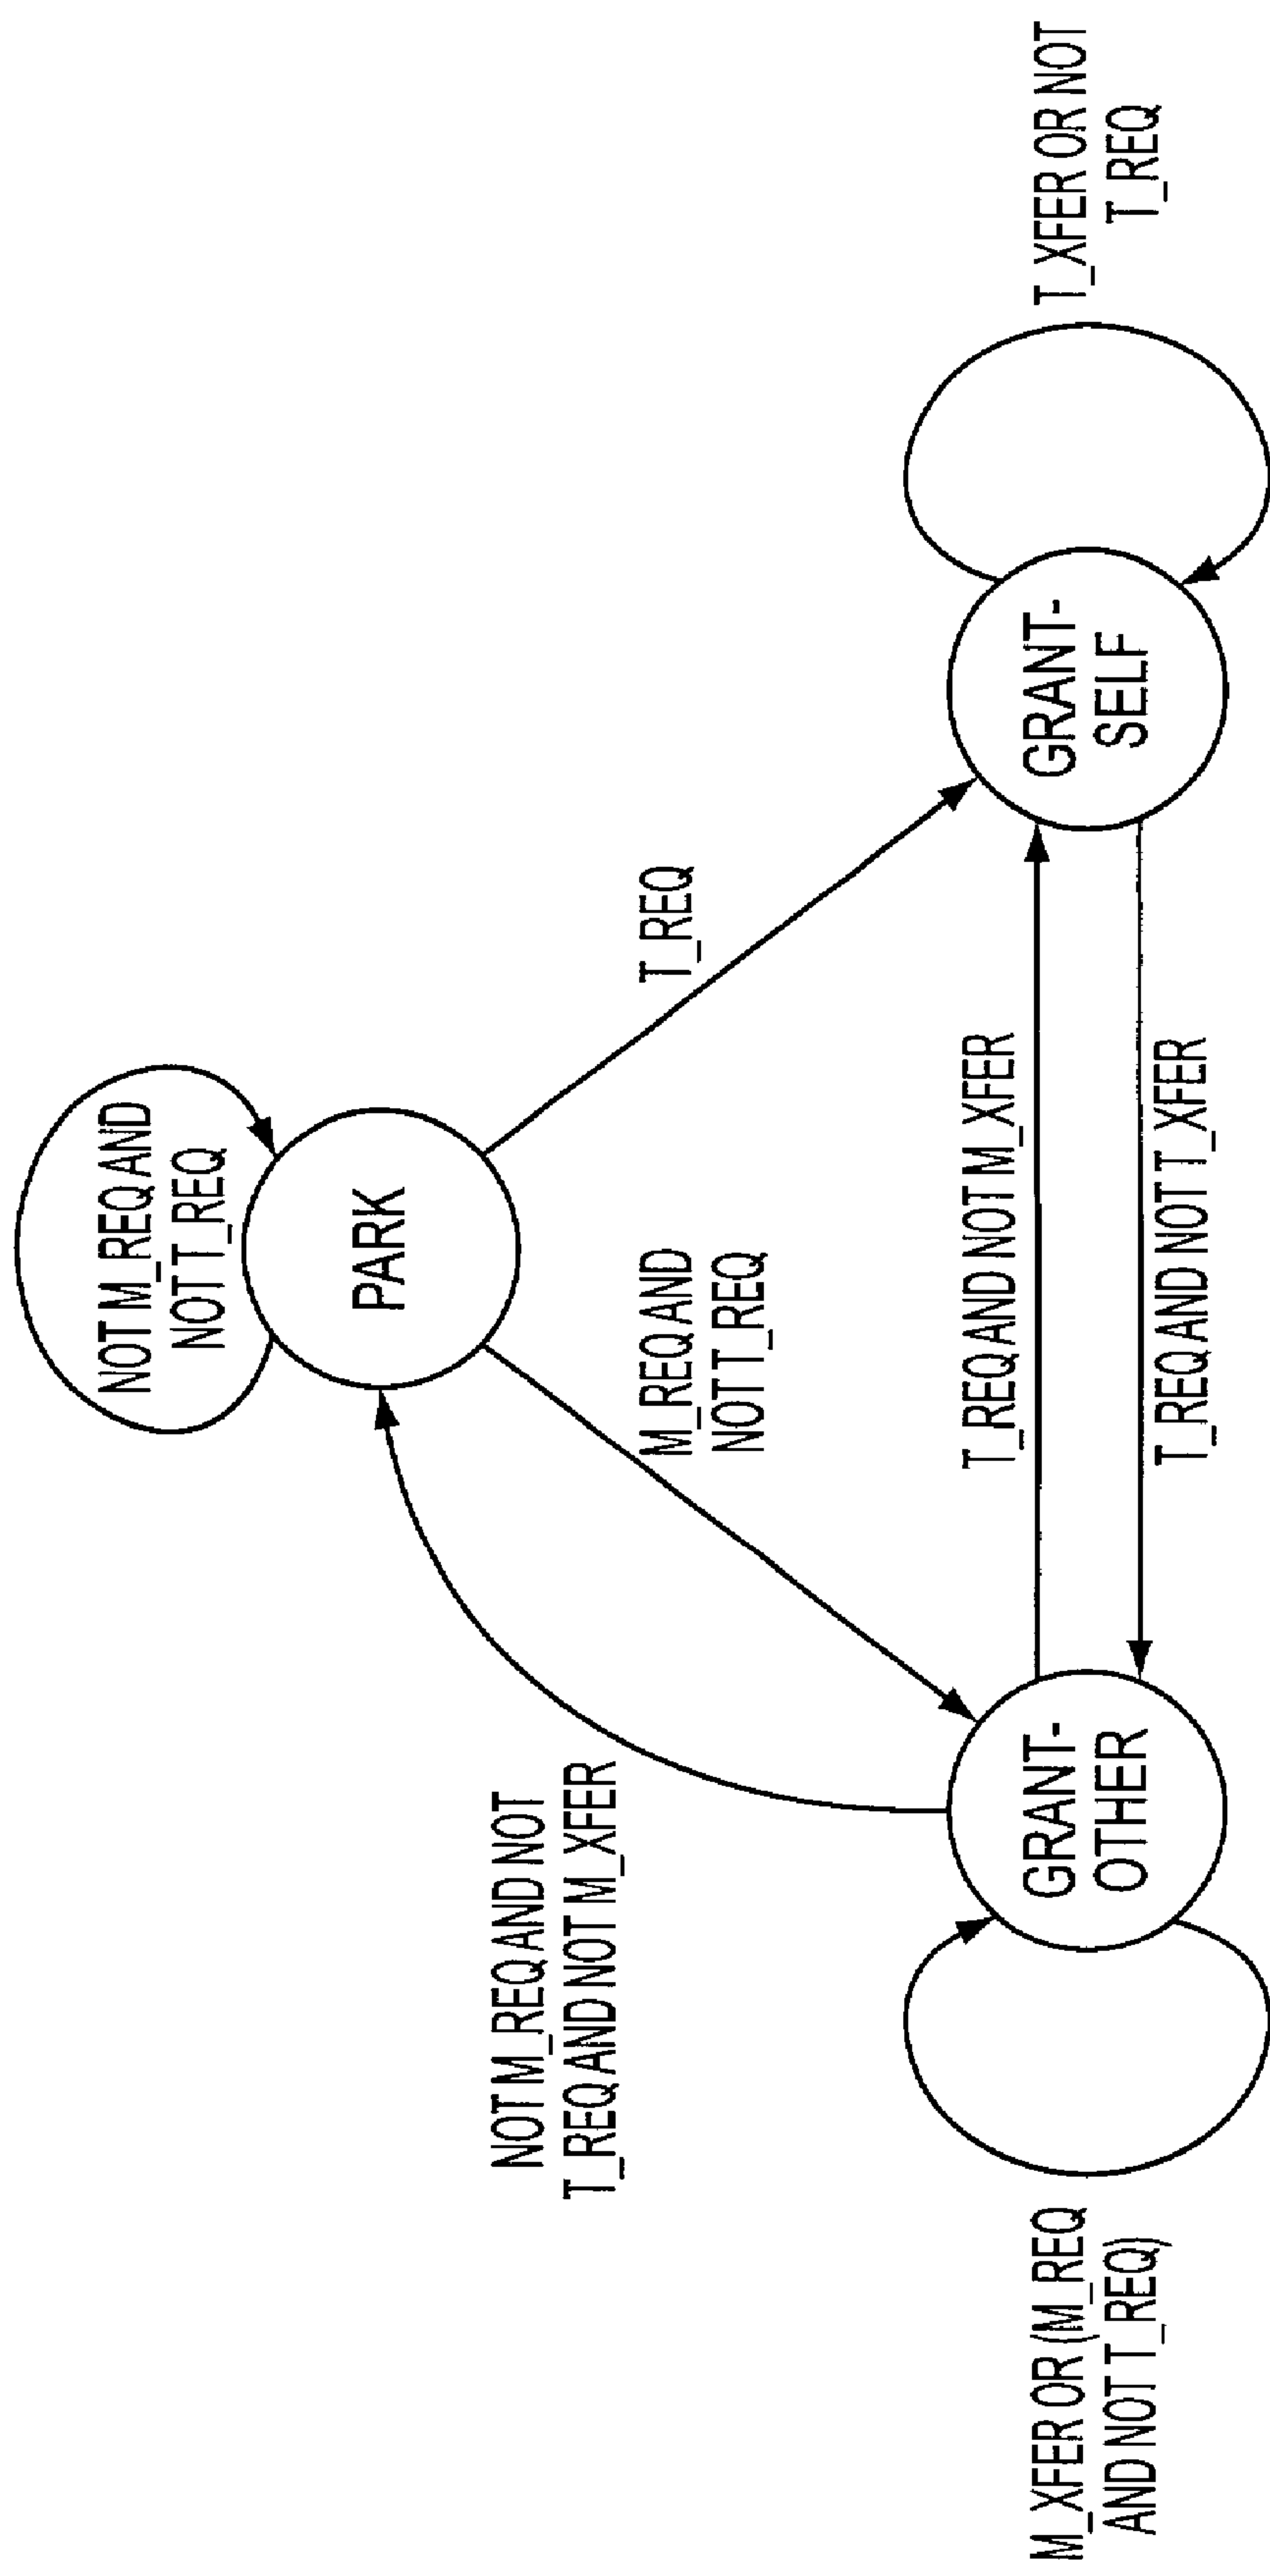 NOT M_REQ AND
NOT T_REQ
PARK
NOT M_REQ AND NOT
T_REQ AND NOT M_XFER
M_REQ AND
NOT T_REQ
T_REQ
T_REQ AND NOT M_XFER
T_REQ AND NOT T_XFER
M_XFER OR (M_REQ
AND NOT T_REQ)
GRANT-
OTHER
GRANT-
SELF
T_XFER OR NOT
T_REQ